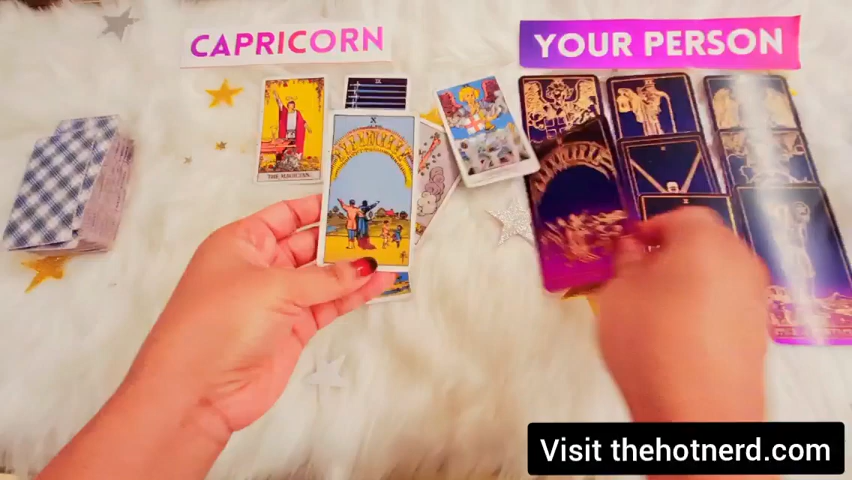 CAPRICORN
YOUR PERSON
THE MAGICIAN.
X
Visit thehotnerd.com